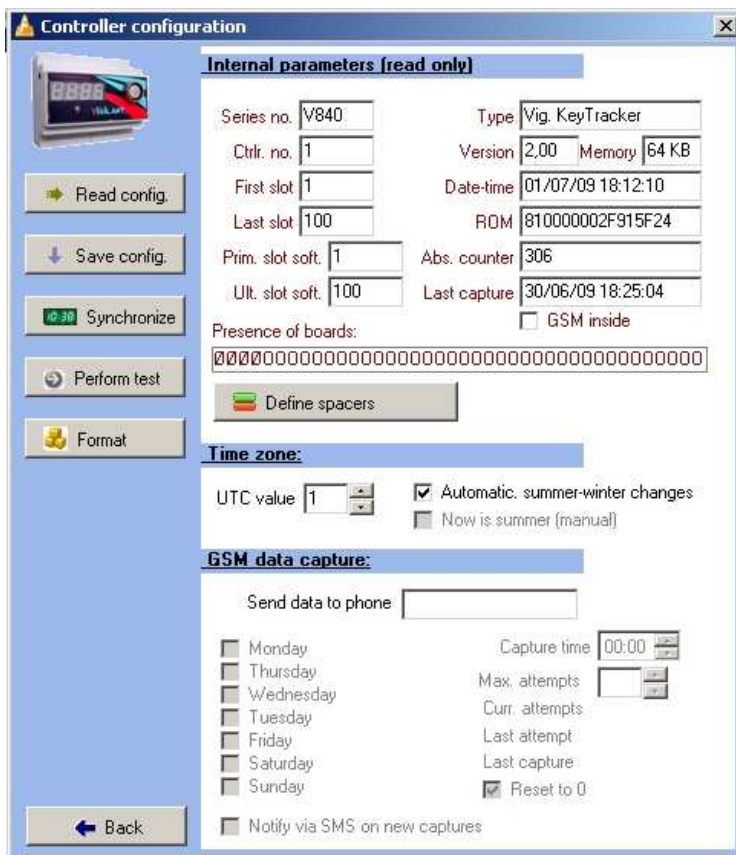 Controller configuration
Internal parameters (read only)
Series no. V840 Type Vig. KeyTracker
Ctrlr. no. 1 Version 2,00 Memory 64 KB
Read config. First slot 1 Date-time 01/07/09 18:12:10
Last slot 100 ROM 810000002F915F24
Save config. Prim. slot soft. 1 Abs. counter 306
Ult. slot soft. 100 Last capture 30/06/09 18:25:04
Synchronize GSM inside
Presence of boards:
Perform test
Define spacers
Format
Time zone:
UTC value 1 Automatic. summer-winter changes
Now is summer (manual)
GSM data capture:
Send data to phone
Monday Capture time 00:00
Thursday
Wednesday Max. attempts
Tuesday Curr. attempts
Friday Last attempt
Saturday Last capture
Sunday Reset to 0
Back Notify via SMS on new captures